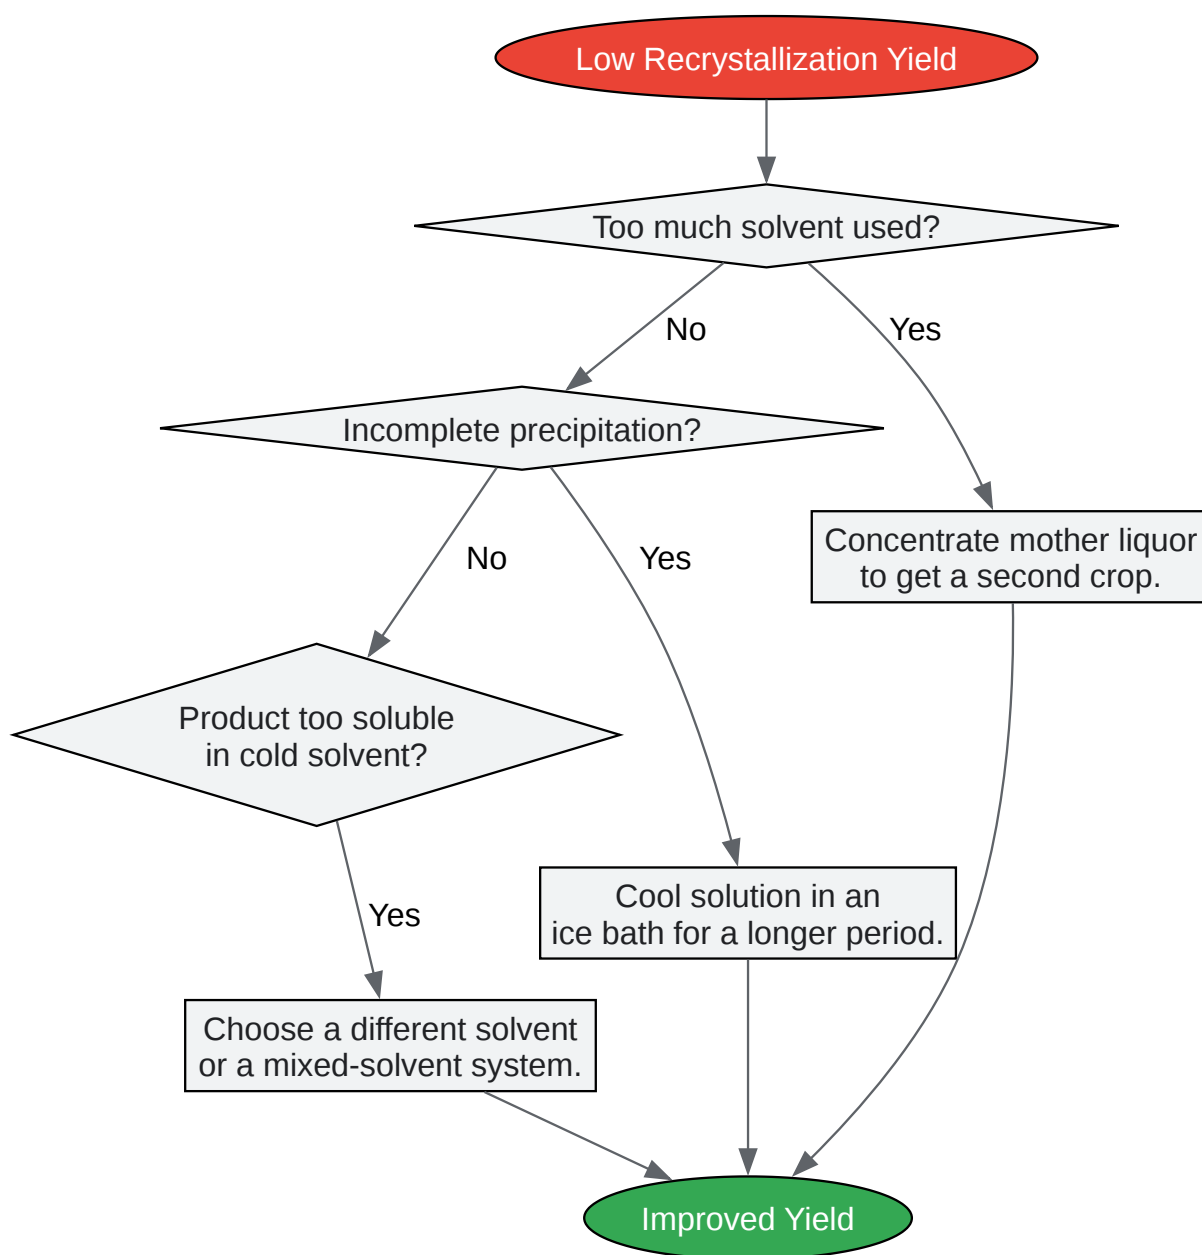 Low Recrystallization Yield
Too much solvent used?
No
Yes
Incomplete precipitation?
No
Yes
Concentrate mother liquor
to get a second crop.
Product too soluble
in cold solvent?
Yes
Cool solution in an
ice bath for a longer period.
Choose a different solvent
or a mixed-solvent system.
Improved Yield